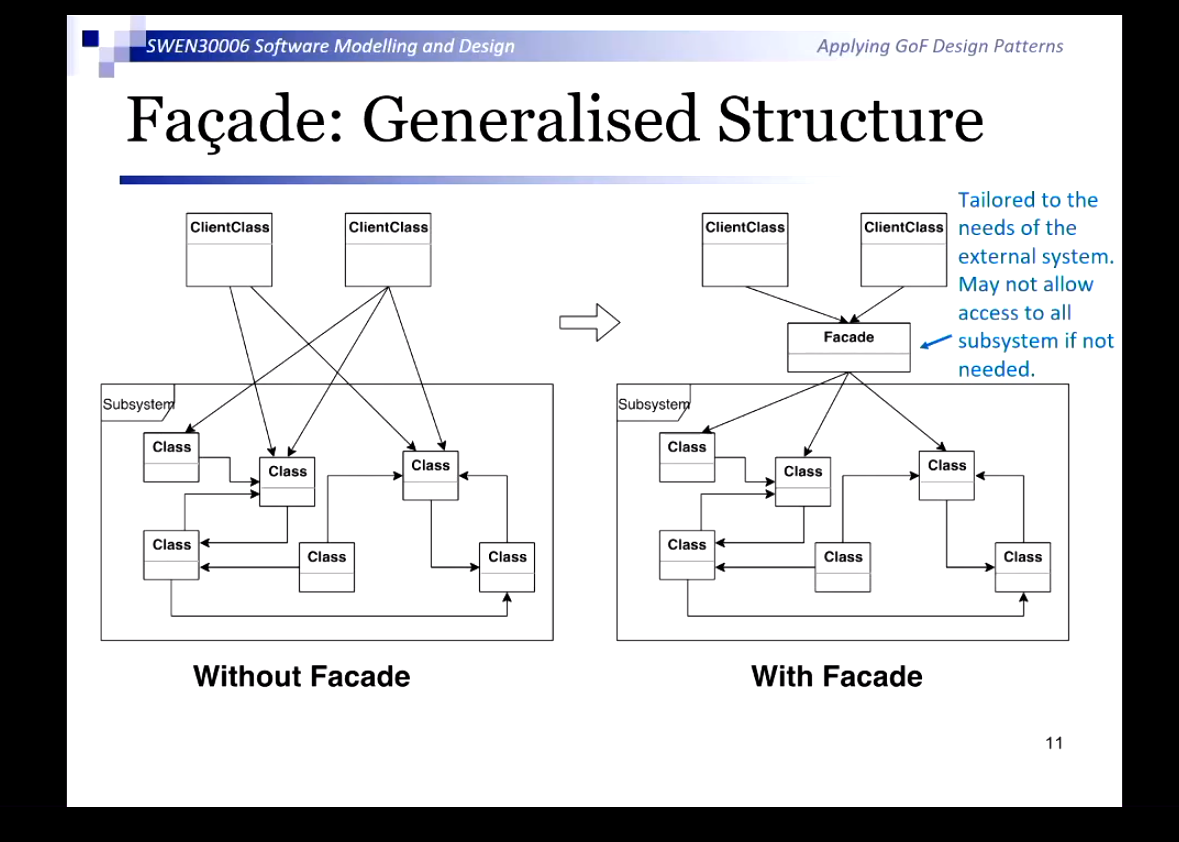 SWEN30006 Software Modelling and Design
Applying GoF Design Patterns
Façade: Generalised Structure
ClientClass
ClientClass
Subsystem
Class
Class
Class
Class
Class
Class
Without Facade
ClientClass
ClientClass
Tailored to the
needs of the
external system.
May not allow
access to all
subsystem if not
needed.
Facade
Subsystem
Class
Class
Class
Class
Class
Class
With Facade
11